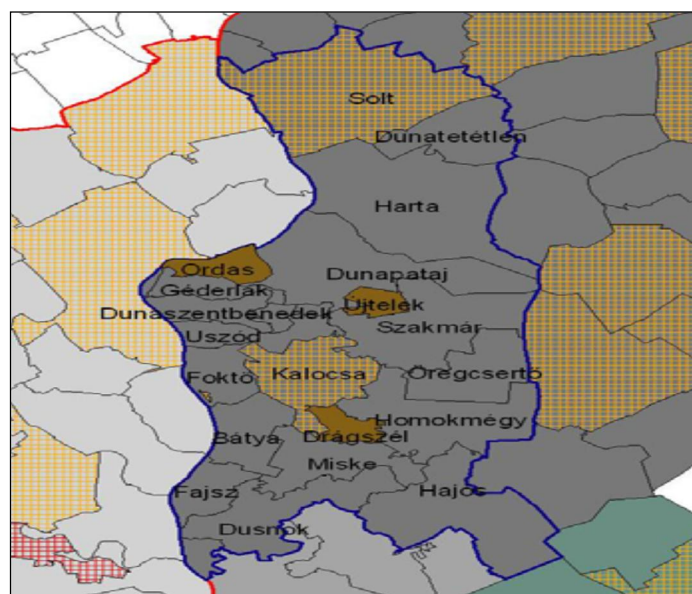 Solt
Dunatetétlen
Harta
Ordas
Dunapataj
Géderlak
Újtelek
Dunaszentbenedek
Szakmár
Uszód
Foktő
Kalocsa
Öregcsertő
Homokmégy
Drágszél
Bátya
Miske
Fajsz
Hajós
Dusnok